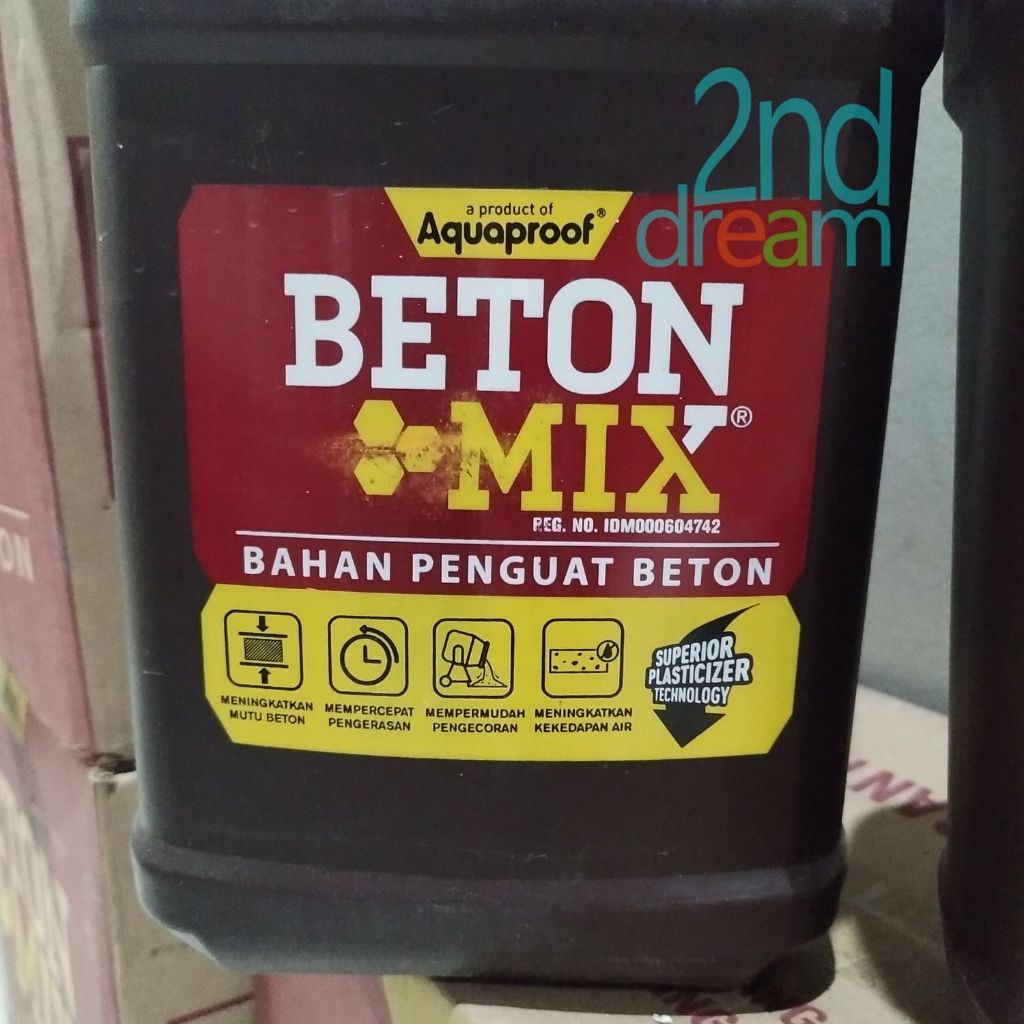 2nd
dream
a product of
Aquaproof®
BETON
MIX®
REG. NO. IDM000604742
BAHAN PENGUAT BETON
MENINGKATKAN
MUTU BETON
MEMPERCEPAT
PENGERASAN
MEMPERMUDAH
PENGECORAN
MENINGKATKAN
KEKEDAPAN AIR
SUPERIOR
PLASTICIZER
TECHNOLOGY
ON